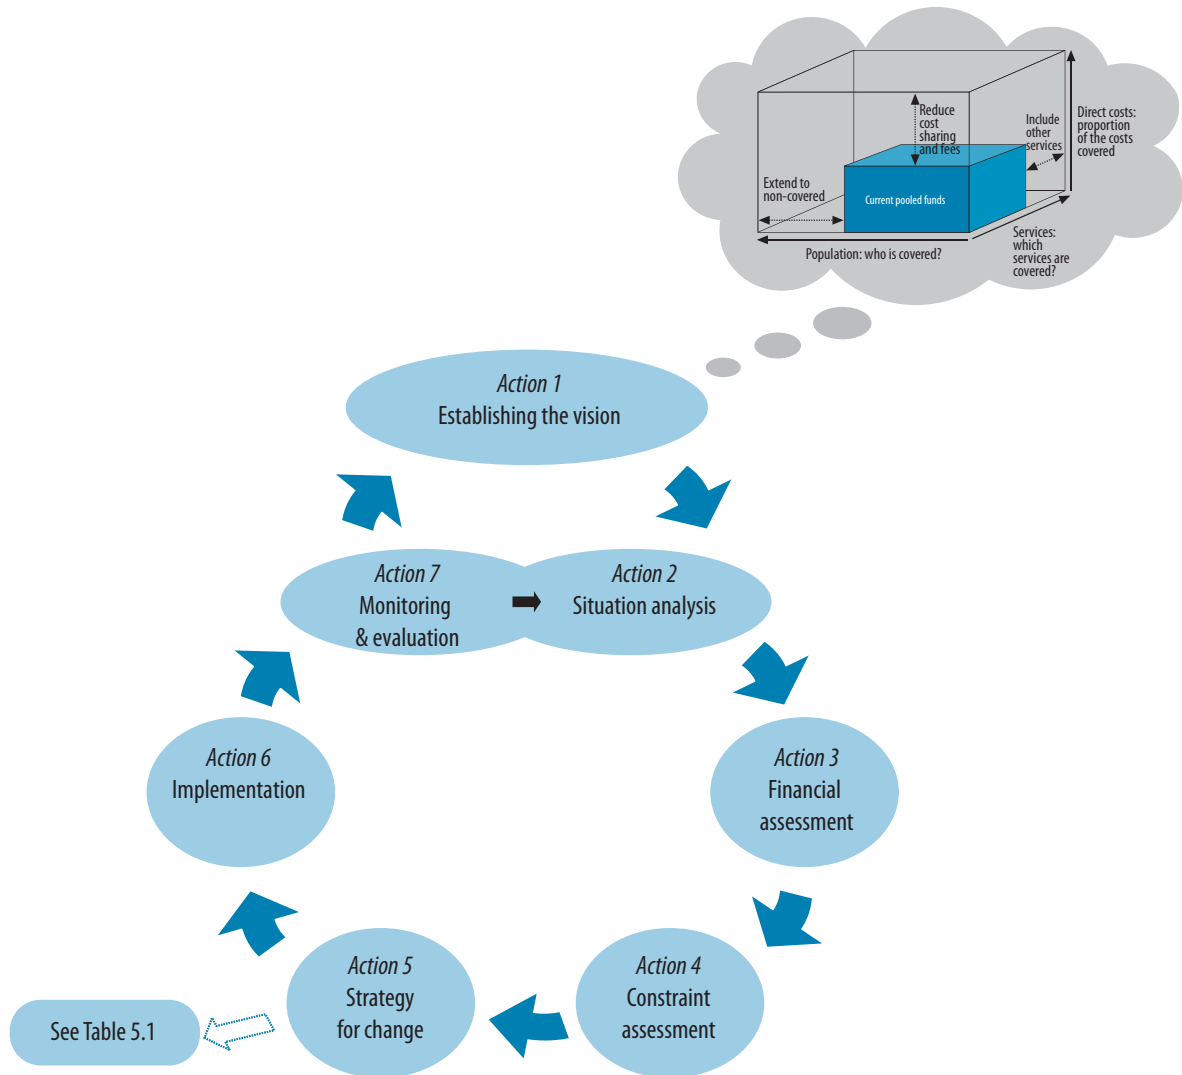 Reduce
cost
sharing
and fees
Include
other
services
Direct costs:
proportion
of the costs
covered
Extend to
non-covered
Current pooled funds
Population: who is covered?
Services:
which
services are
covered?
Action 1
Establishing the vision
Action 7
Monitoring
& evaluation
Action 2
Situation analysis
Action 6
Implementation
Action 3
Financial
assessment
Action 5
Strategy
for change
Action 4
Constraint
assessment
See Table 5.1